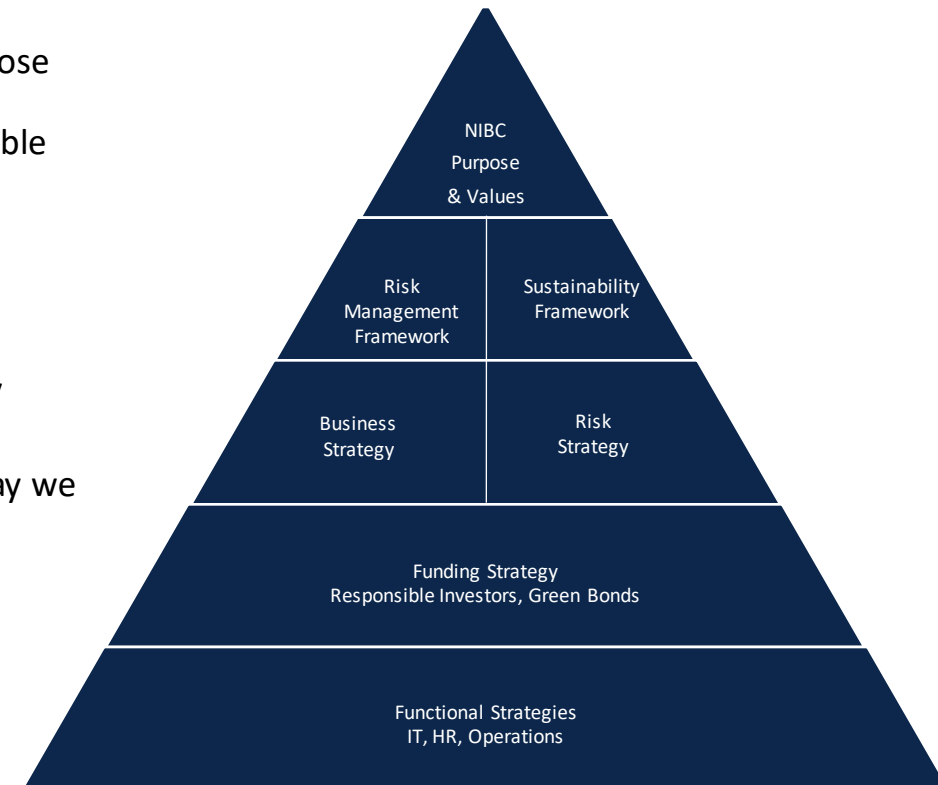 ose
ble
y
ay we
NIBC
Purpose
& Values
Risk
Management
Framework
Sustainability
Framework
Business
Strategy
Risk
Strategy
Funding Strategy
Responsible Investors, Green Bonds
Functional Strategies
IT, HR, Operations